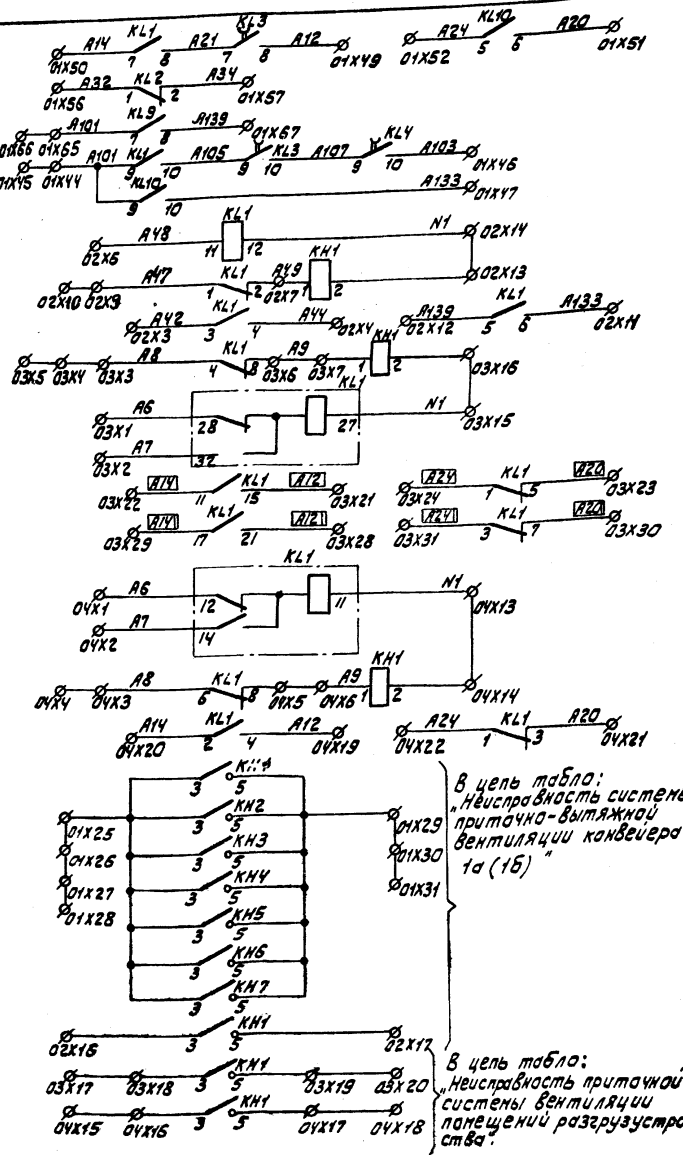 01X50 A14 KL1 7 8 A21 7 KL3 8 A12 01X49 01X52 A24 KL10 5 6 A20 01X51
01X56 A32 1 KL2 2 A34 01X57
01X66 01X65 A101 KL9 7 8 A139 01X67
01X45 01X44 A101 KL1 9 10 A105 9 KL3 10 A107 9 KL4 10 A103 01X46
KL10 9 10 A133 01X47
02X6 A48 11 KL1 12 N1 02X14
02X10 02X9 A47 1 KL1 2 A49 02X7 1 KH1 2 02X13
02X3 A42 3 KL1 4 A44 02X4 02X12 A139 5 KL1 6 A133 02X11
03X5 03X4 03X3 A8 4 KL1 8 03X6 A9 03X7 1 KH1 2 03X16
KL1
03X1 A6 28 27 N1 03X15
03X2 A7 32
03X22 A14 11 KL1 15 A12 03X21 03X24 A24 1 KL1 5 A20 03X23
03X29 A14 17 KL1 21 A12 03X28 03X31 A24 3 KL1 7 A20 03X30
KL1
04X1 A6 12 11 N1 04X13
04X2 A7 14
04X4 04X3 A8 6 KL1 8 04X5 04X6 A9 1 KH1 2 04X14
04X20 A14 2 KL1 4 A12 04X19 04X22 A24 1 KL1 3 A20 04X21
3 5
01X25 3 KH2 5 01X29
01X26 3 KH3 5 01X30
01X27 3 KH4 5 01X31
01X28 3 KH5 5
3 KH6 5
3 KH7 5
В цепь табло:
„Неисправность системы
приточно-вытяжной
вентиляции конвейера
1а (1б)"
02X16 3 KH1 5 02X17
03X17 03X18 3 KH1 5 03X19 03X20
04X15 04X16 3 KH1 5 04X17 04X18
В цепь табло:
„Неисправность приточной
системы вентиляции
помещений разгрузустро
ства".